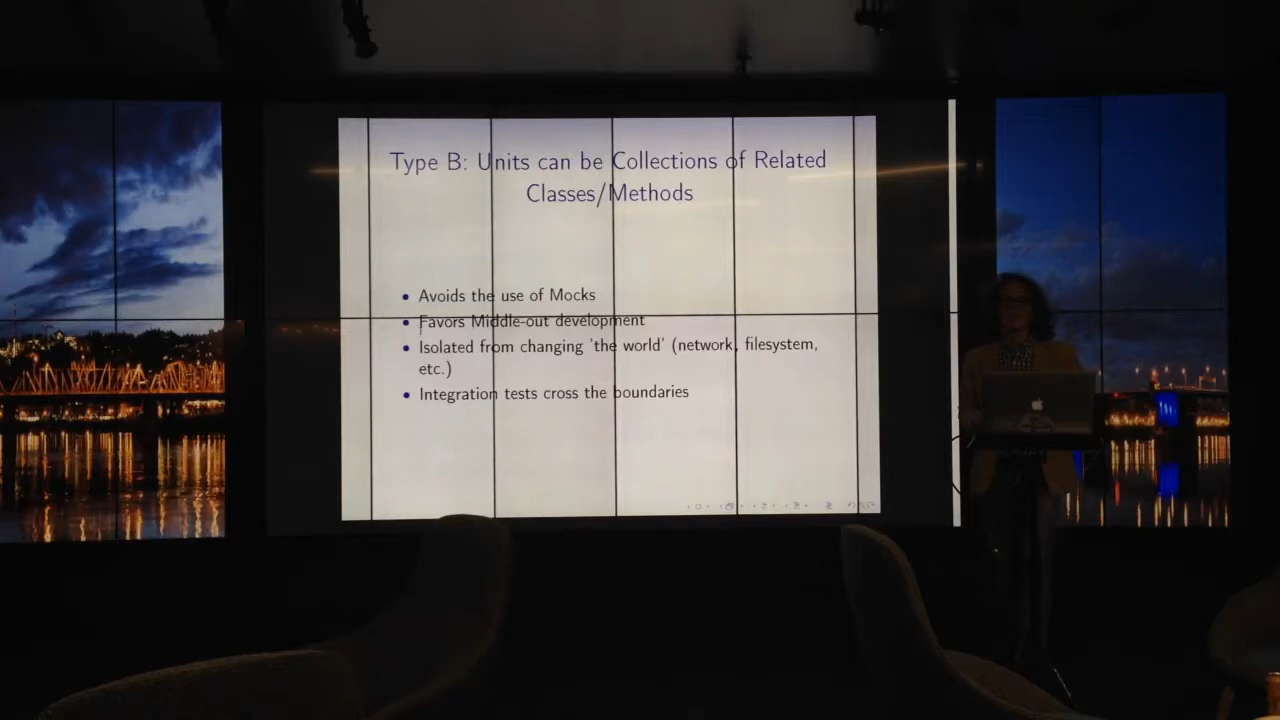 Type B: Units can be Collections of Related
Classes/Methods
• Avoids the use of Mocks
• Favors Middle-out development
• Isolated from changing 'the world' (network, filesystem,
etc.)
• Integration tests cross the boundaries